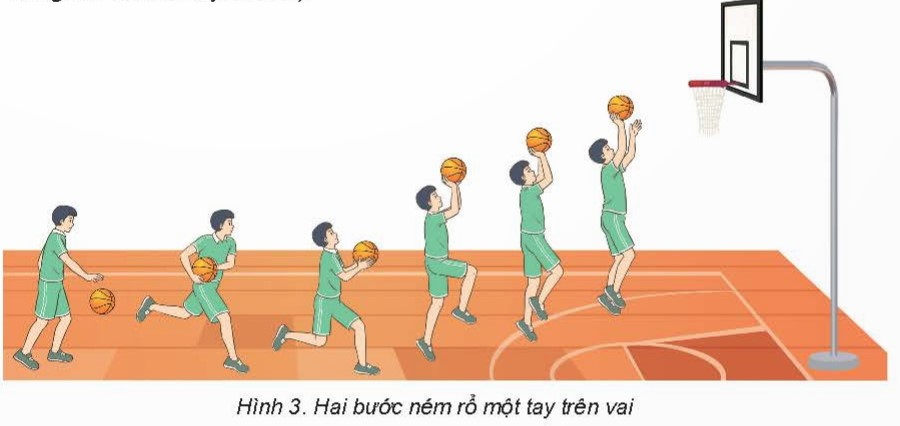 Hình 3. Hai bước ném rổ một tay trên vai